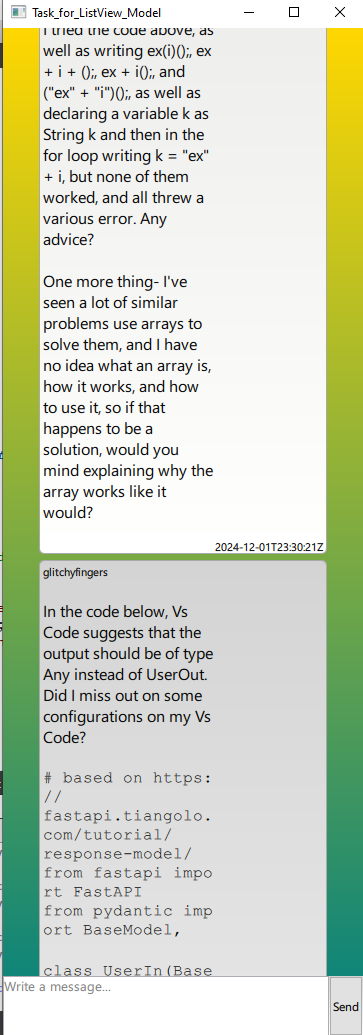 Task_for_ListView_Model
I tried the code above, as
well as writing ex(i)();, ex
+ i + ();, ex + i();, and
("ex" + "i")();, as well as
declaring a variable k as
String k and then in the
for loop writing k = "ex"
+ i, but none of them
worked, and all threw a
various error. Any
advice?
One more thing- I've
seen a lot of similar
problems use arrays to
solve them, and I have
no idea what an array is,
how it works, and how
to use it, so if that
happens to be a
solution, would you
mind explaining why the
array works like it
would?
2024-12-01T23:30:21Z
glitchyfingers
In the code below, Vs
Code suggests that the
output should be of type
Any instead of UserOut.
Did I miss out on some
configurations on my Vs
Code?
# based on https:
//
fastapi.tiangolo.
com/tutorial/
response-model/
from fastapi impo
rt FastAPI
from pydantic imp
ort BaseModel,
class UserIn(Base
Write a message...
Send